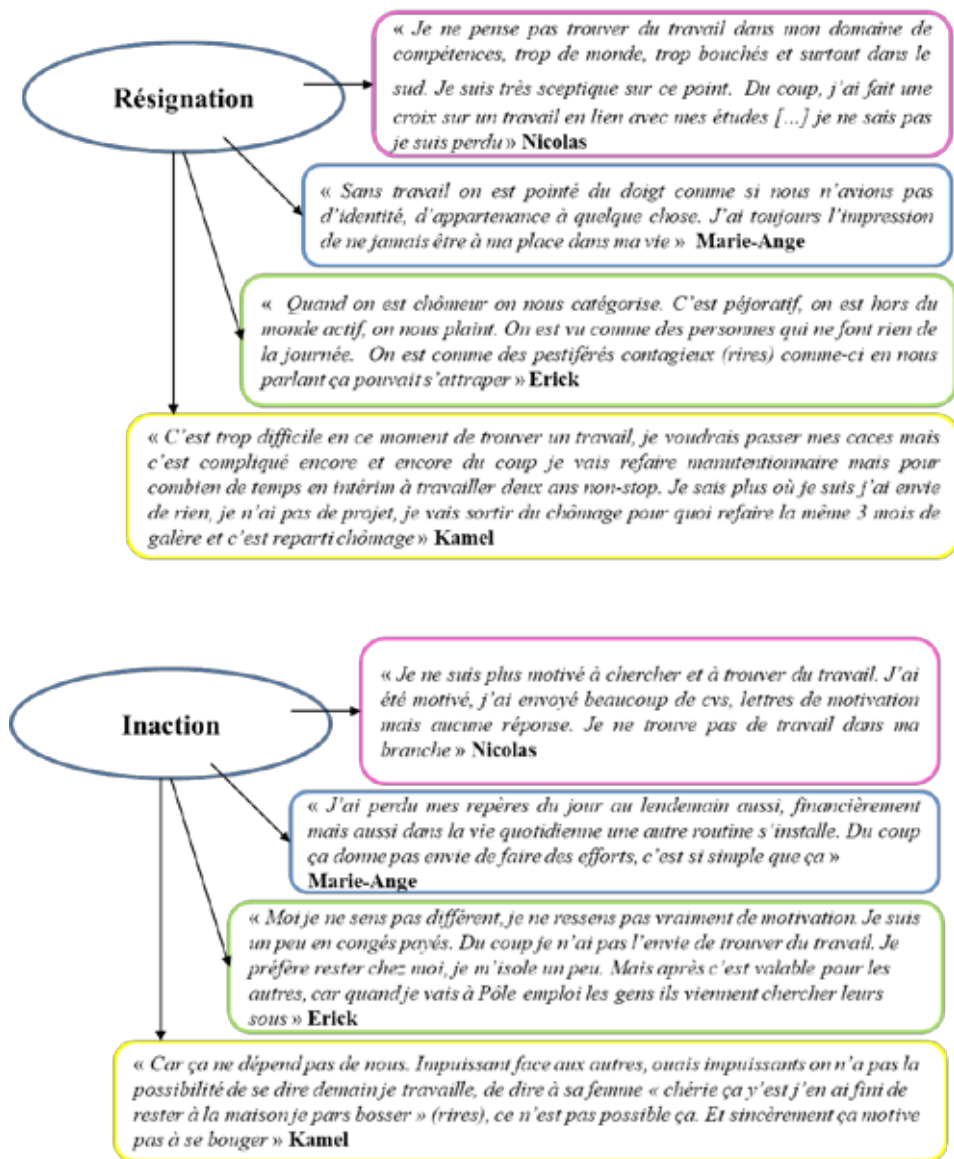 Résignation
« Je ne pense pas trouver du travail dans mon domaine de
compétences, trop de monde, trop bouchés et surtout dans le
sud. Je suis très sceptique sur ce point. Du coup, j'ai fait une
croix sur un travail en lien avec mes études [...] je ne sais pas
je suis perdu » Nicolas
« Sans travail on est pointé du doigt comme si nous n'avions pas
d'identité, d'appartenance à quelque chose. J'ai toujours l'impression
de ne jamais être à ma place dans ma vie » Marie-Ange
« Quand on est chômeur on nous catégorise. C'est péjoratif, on est hors du
monde actif, on nous plaint. On est vu comme des personnes qui ne font rien de
la journée. On est comme des pestiférés contagieux (rires) comme-ci en nous
parlant ça pouvait s'attraper » Erick
« C'est trop difficile en ce moment de trouver un travail, je voudrais passer mes caces mais
c'est compliqué encore et encore du coup je vais refaire manutentionnaire mais pour
combien de temps en intérim à travailler deux ans non-stop. Je sais plus où je suis j'ai envie
de rien, je n'ai pas de projet, je vais sortir du chômage pour quoi refaire la même 3 mois de
galère et c'est reparti chômage » Kamel
Inaction
« Je ne suis plus motivé à chercher et à trouver du travail. J'ai
été motivé, j'ai envoyé beaucoup de cvs, lettres de motivation
mais aucune réponse. Je ne trouve pas de travail dans ma
branche » Nicolas
« J'ai perdu mes repères du jour au lendemain aussi, financièrement
mais aussi dans la vie quotidienne une autre routine s'installe. Du coup
ça donne pas envie de faire des efforts, c'est si simple que ça »
Marie-Ange
« Moi je ne sens pas différent, je ne ressens pas vraiment de motivation. Je suis
un peu en congés payés. Du coup je n'ai pas l'envie de trouver du travail. Je
préfère rester chez moi, je m'isole un peu. Mais après c'est valable pour les
autres, car quand je vais à Pôle emploi les gens ils viennent chercher leurs
sous » Erick
« Car ça ne dépend pas de nous. Impuissant face aux autres, ouais impuissants on n'a pas la
possibilité de se dire demain je travaille, de dire à sa femme « chérie ça y'est j'en ai fini de
rester à la maison je pars bosser » (rires), ce n'est pas possible ça. Et sincèrement ça motive
pas à se bouger » Kamel